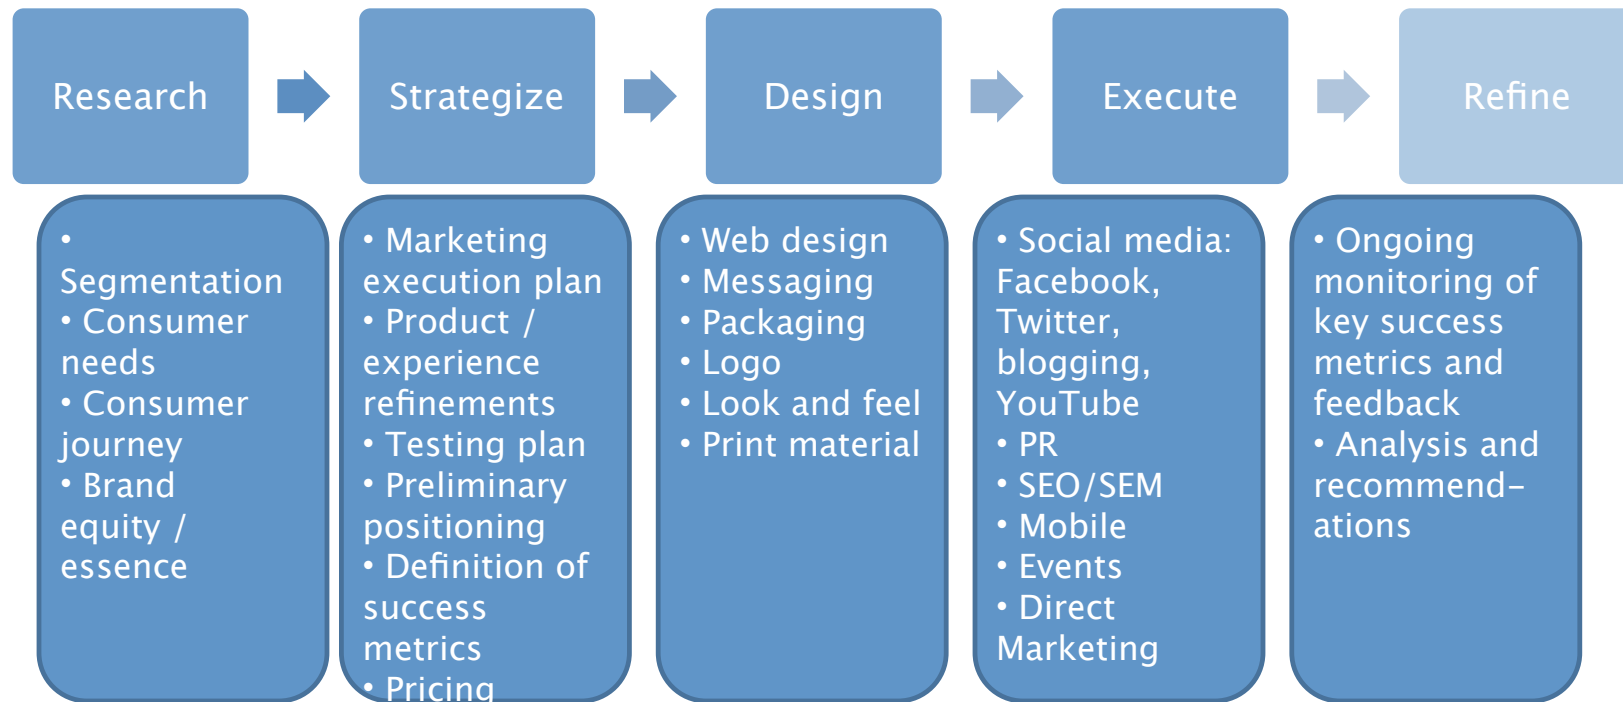 Research
Strategize
Design
Execute
Refine
•
Segmentation
• Consumer
needs
• Consumer
journey
• Brand
equity /
essence
• Marketing
execution plan
• Product /
experience
refinements
• Testing plan
• Preliminary
positioning
• Definition of
success
metrics
• Pricing
• Web design
• Messaging
• Packaging
• Logo
• Look and feel
• Print material
• Social media:
Facebook,
Twitter,
blogging,
YouTube
• PR
• SEO/SEM
• Mobile
• Events
• Direct
Marketing
• Ongoing
monitoring of
key success
metrics and
feedback
• Analysis and
recommend–
ations